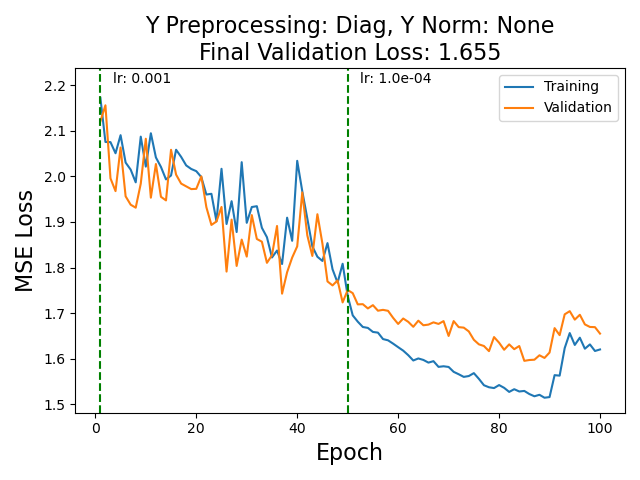 Y Preprocessing: Diag, Y Norm: None
Final Validation Loss: 1.655
lr: 0.001
lr: 1.0e-04
Training
Validation
2.2
2.1
2.0
1.9
1.8
1.7
1.6
1.5
MSE Loss
0
20
40
60
80
100
Epoch